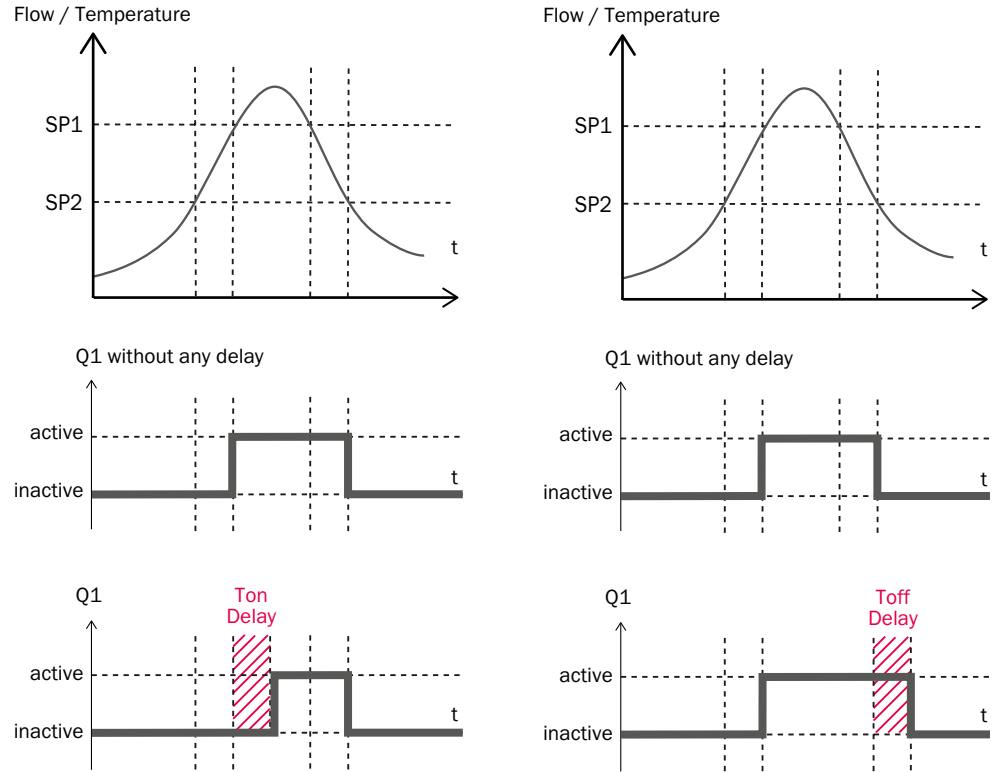 Flow / Temperature
SP1
SP2
t
Q1 without any delay
active
inactive
t
Q1
Ton
Delay
active
inactive
t
Flow / Temperature
SP1
SP2
t
Q1 without any delay
active
inactive
t
Q1
Toff
Delay
active
inactive
t